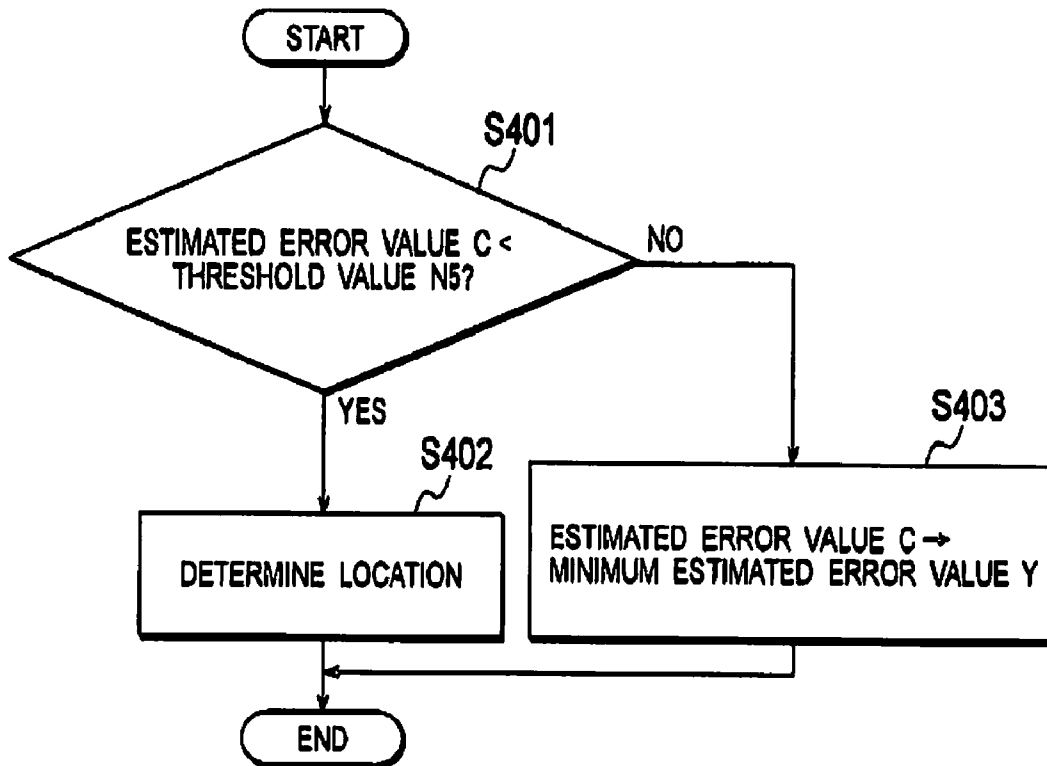 START
S401
ESTIMATED ERROR VALUE C <
THRESHOLD VALUE N5?
NO
YES
S402
DETERMINE LOCATION
S403
ESTIMATED ERROR VALUE C →
MINIMUM ESTIMATED ERROR VALUE Y
END